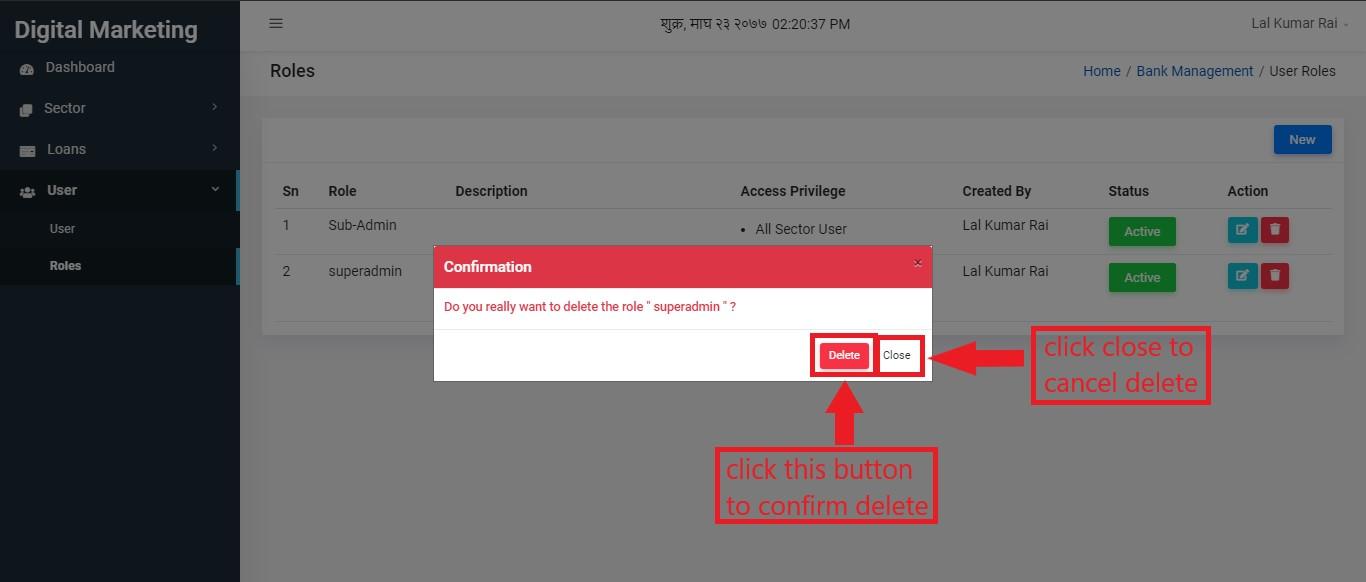 Digital Marketing
शुक्र, माघ २३ २०७७ 02:20:37 PM
Lal Kumar Rai
Dashboard
Sector
Loans
User
User
Roles
Roles
Home / Bank Management / User Roles
New
Sn Role Description Access Privilege Created By Status Action
1 Sub-Admin • All Sector User Lal Kumar Rai Active
2 superadmin Lal Kumar Rai Active
Confirmation ×
Do you really want to delete the role " superadmin " ?
Delete Close
click close to
cancel delete
click this button
to confirm delete